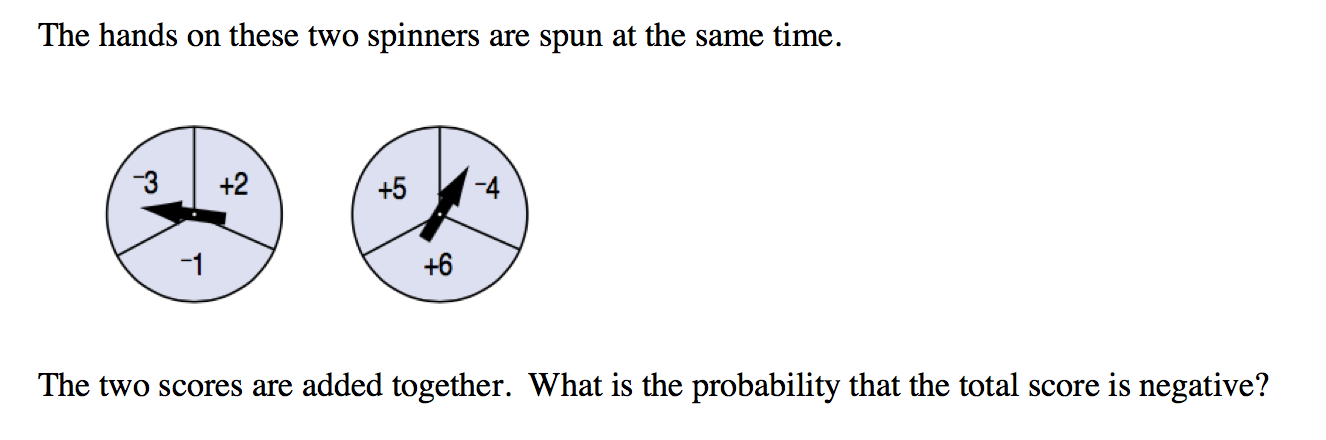 The hands on these two spinners are spun at the same time.
⁻3 +2 +5 ⁻4
⁻1 +6
The two scores are added together. What is the probability that the total score is negative?